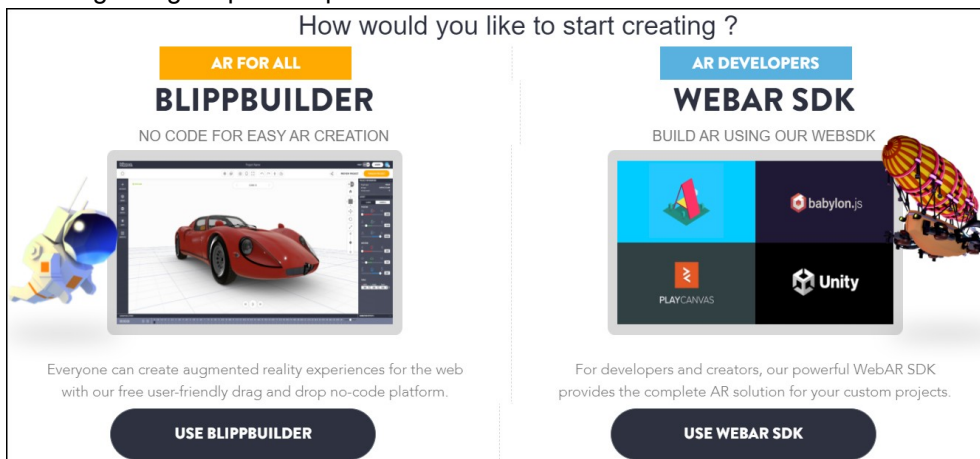 How would you like to start creating ?
AR FOR ALL
BLIPPBUILDER
NO CODE FOR EASY AR CREATION
Everyone can create augmented reality experiences for the web
with our free user-friendly drag and drop no-code platform.
USE BLIPPBUILDER
AR DEVELOPERS
WEBAR SDK
BUILD AR USING OUR WEBSDK
babylon.js
PLAYCANVAS
Unity
For developers and creators, our powerful WebAR SDK
provides the complete AR solution for your custom projects.
USE WEBAR SDK